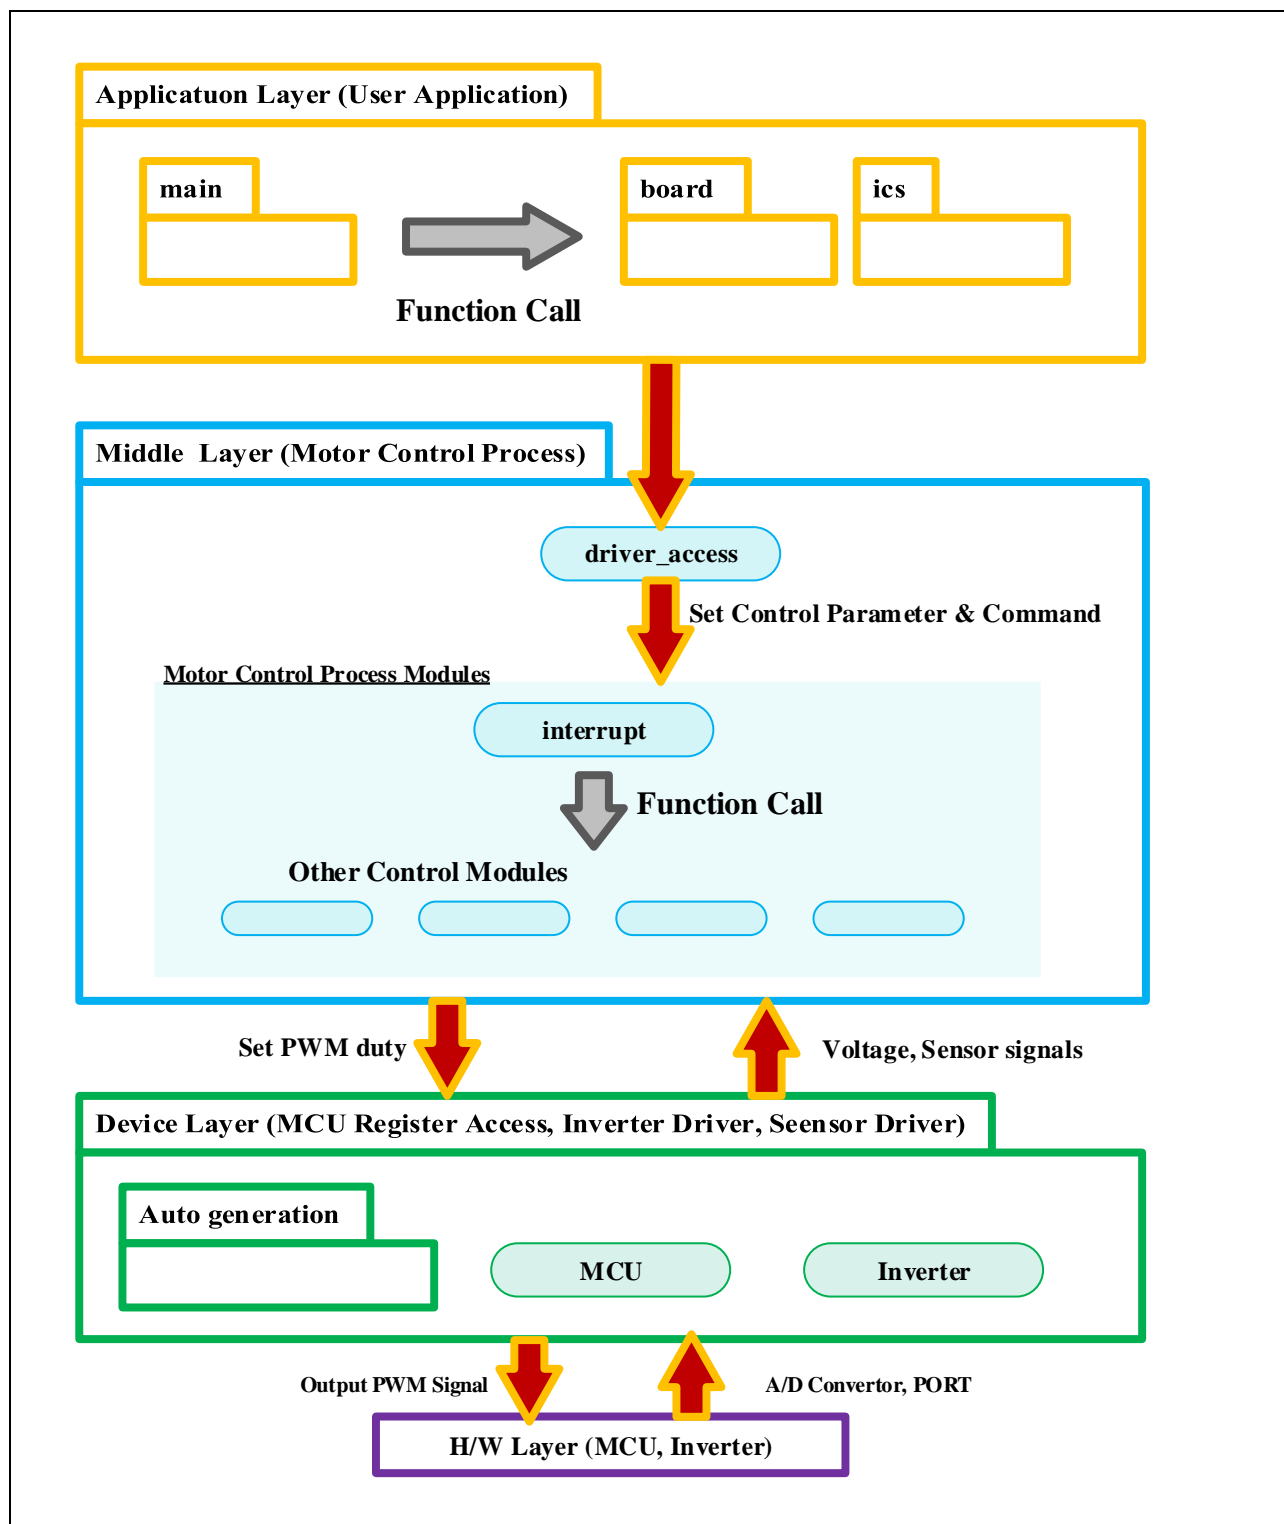 Applicatuon Layer (User Application)
main
board
ics
Function Call
Middle  Layer (Motor Control Process)
driver_access
Set Control Parameter & Command
Motor Control Process Modules
interrupt
Function Call
Other Control Modules
Set PWM duty
Voltage, Sensor signals
Device Layer (MCU Register Access, Inverter Driver, Seensor Driver)
Auto generation
MCU
Inverter
Output PWM Signal
A/D Convertor, PORT
H/W Layer (MCU, Inverter)